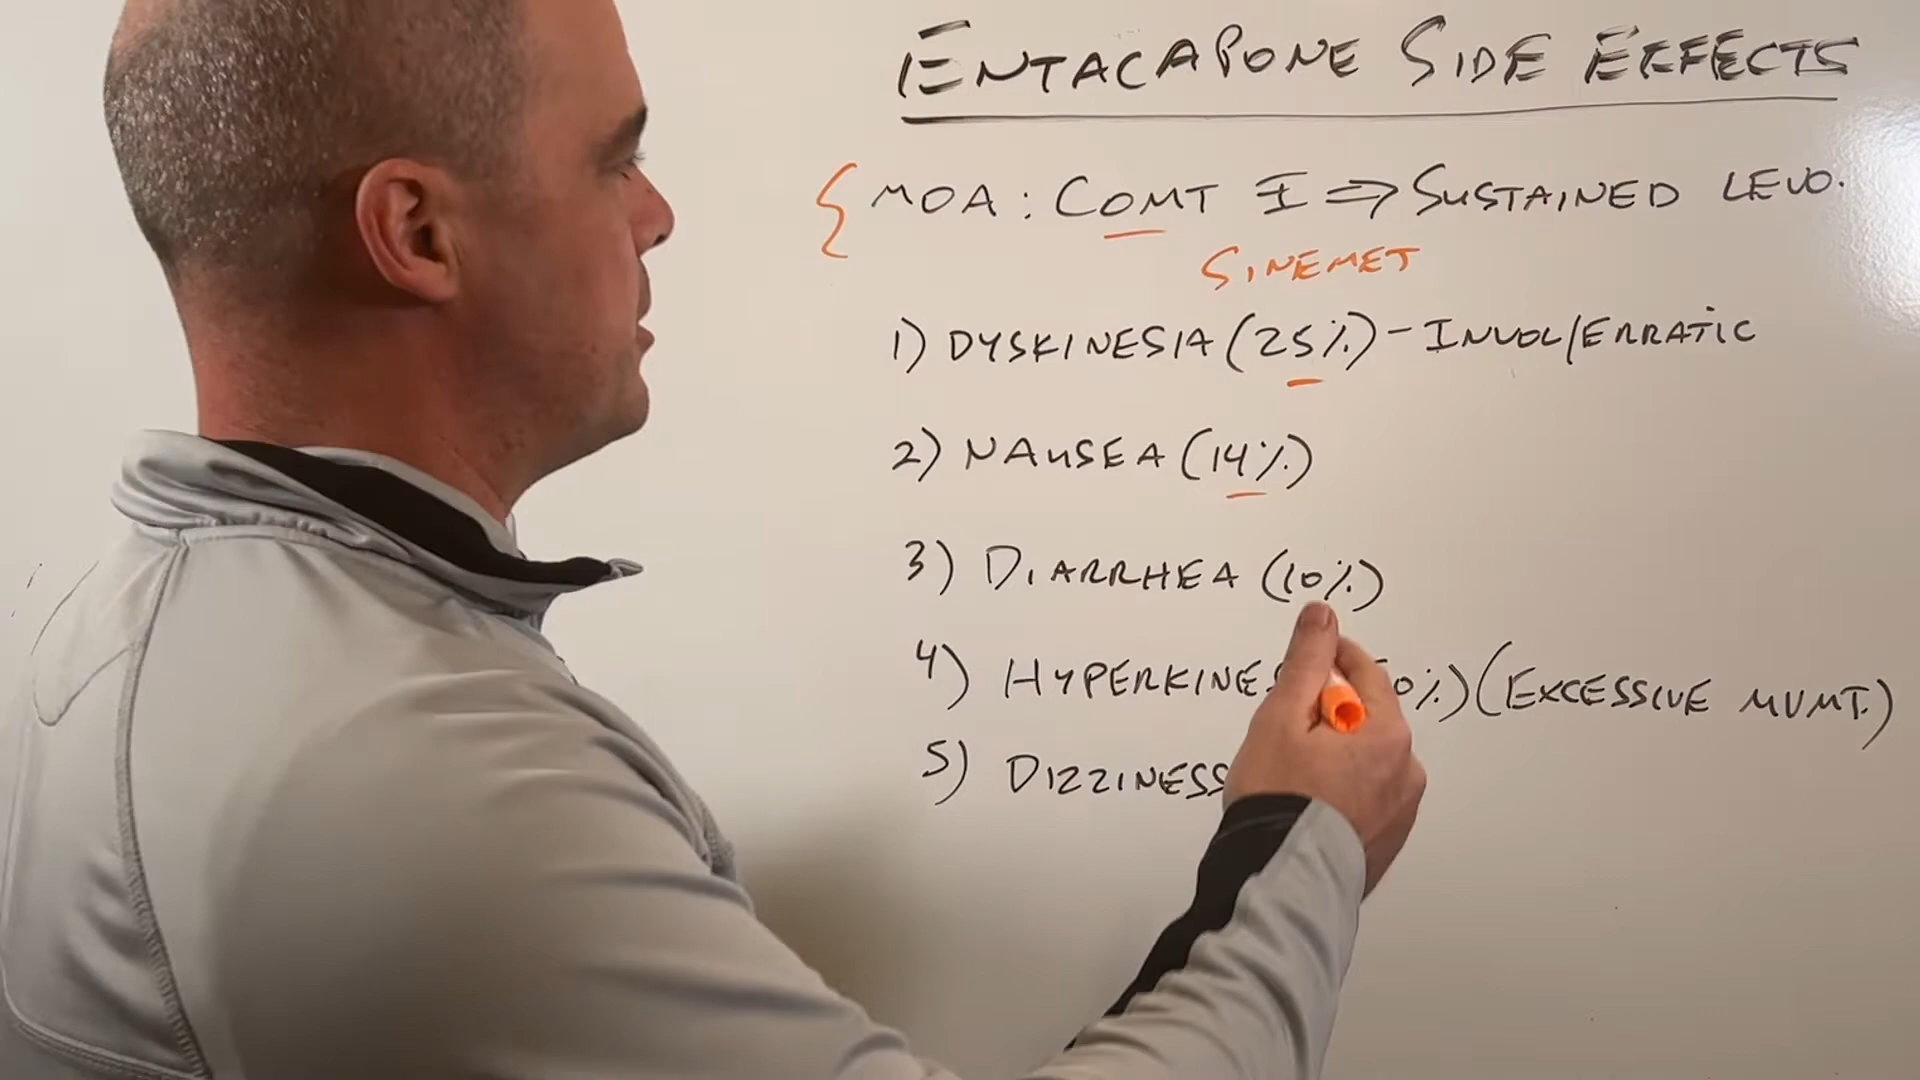 ENTACAPONE SIDE EFFECTS
MOA: COMT I ⇒ SUSTAINED LEVO.
SINEMET
1) DYSKINESIA (25%) - INVOL/ERRATIC
2) NAUSEA (14%)
3) DIARRHEA (10%)
4) HYPERKINES 0%) (EXCESSIVE MVMT.)
5) DIZZINESS